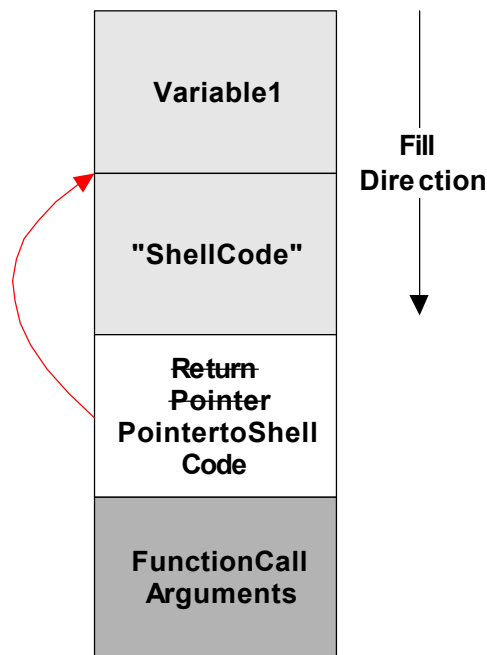 Variable1
Fill
Direction
"ShellCode"
Return
Pointer
PointertoShell
Code
FunctionCall
Arguments